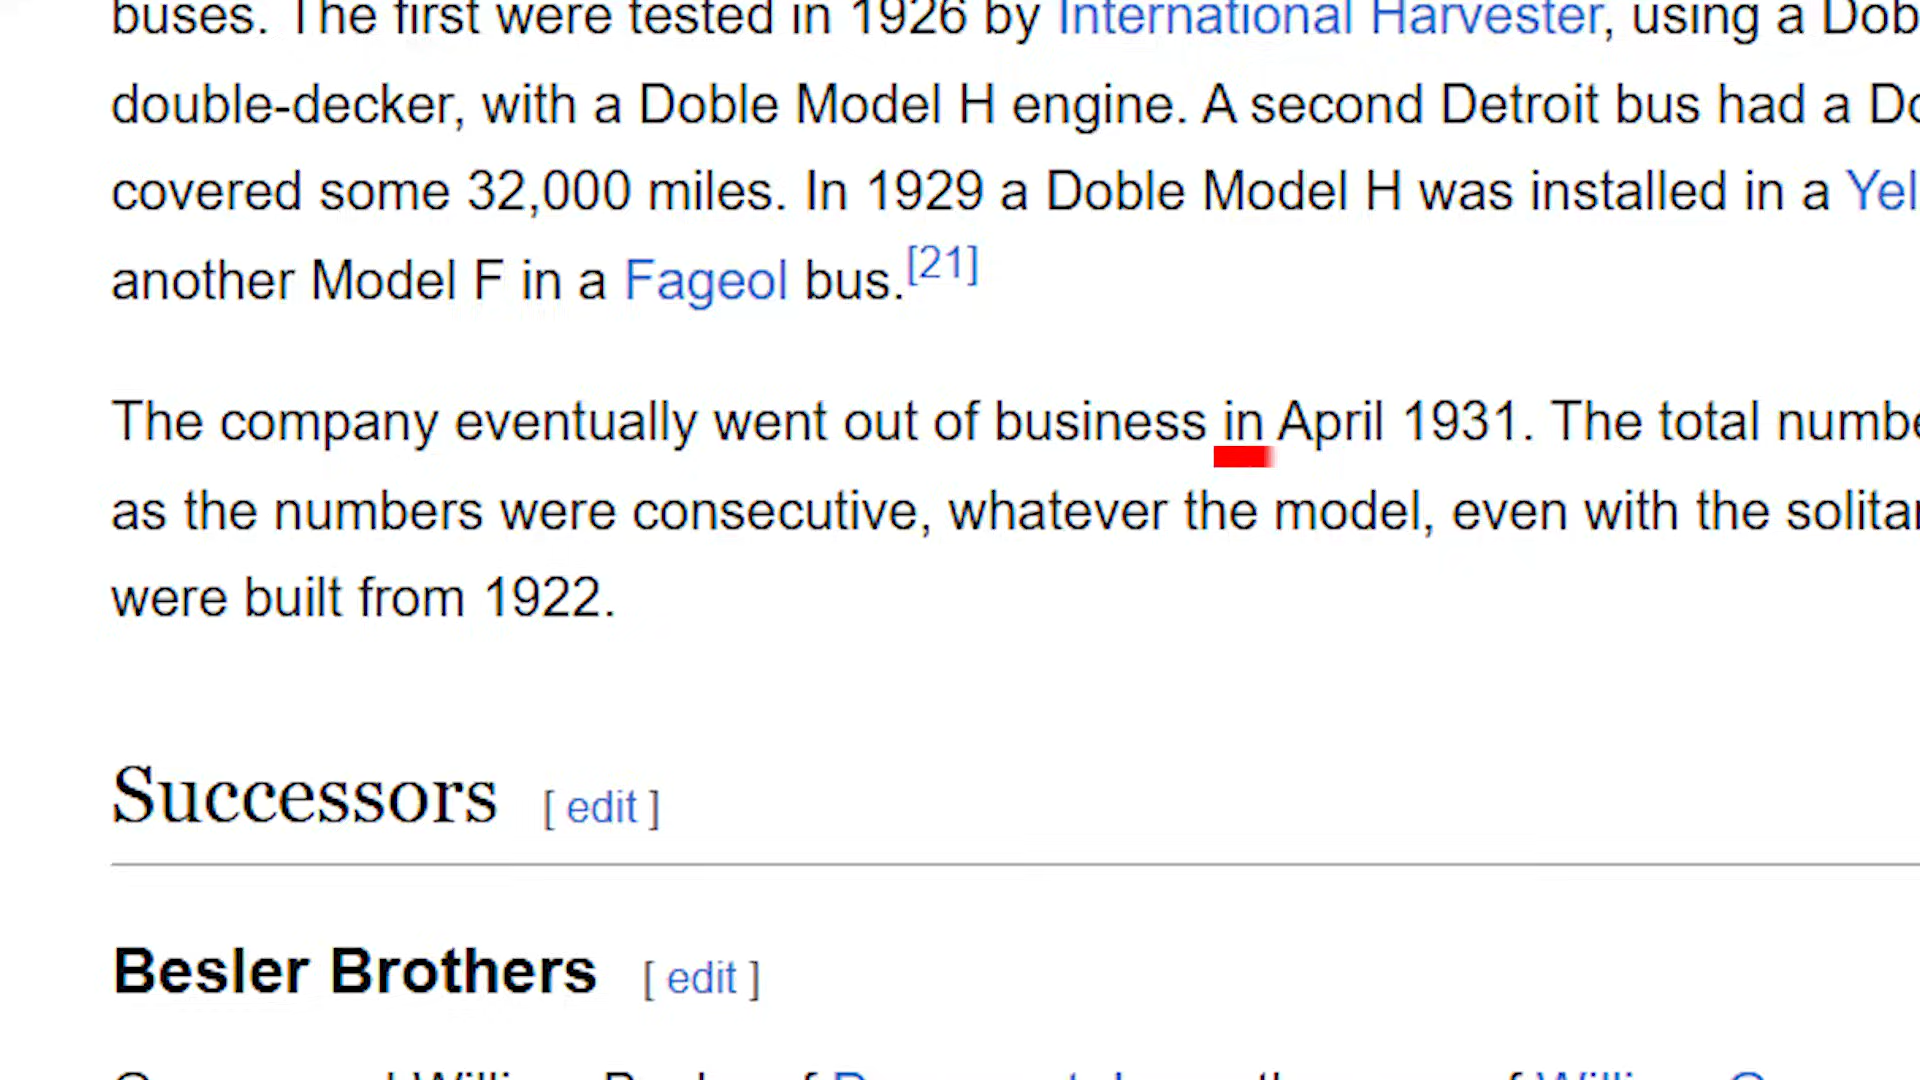 buses. The first were tested in 1926 by International Harvester, using a
double-decker, with a Doble Model H engine. A second Detroit bus had a
covered some 32,000 miles. In 1929 a Doble Model H was installed in a
another Model F in a Fageol bus.[21]
The company eventually went out of business in April 1931. The total
as the numbers were consecutive, whatever the model, even with the
were built from 1922.
Successors [ edit ]
Besler Brothers [ edit ]